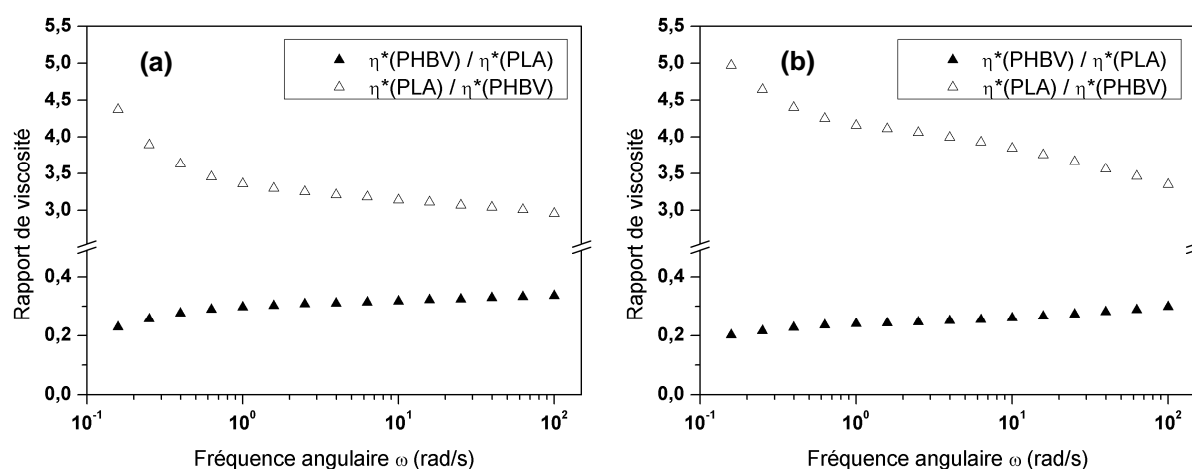 (a)
▲ η*(PHBV) / η*(PLA)
△ η*(PLA) / η*(PHBV)
Rapport de viscosité
5,5
5,0
4,5
4,0
3,5
3,0
0,4
0,2
0,0
10⁻¹ 10⁰ 10¹ 10²
Fréquence angulaire ω (rad/s)
(b)
▲ η*(PHBV) / η*(PLA)
△ η*(PLA) / η*(PHBV)
Rapport de viscosité
5,5
5,0
4,5
4,0
3,5
3,0
0,4
0,2
0,0
10⁻¹ 10⁰ 10¹ 10²
Fréquence angulaire ω (rad/s)